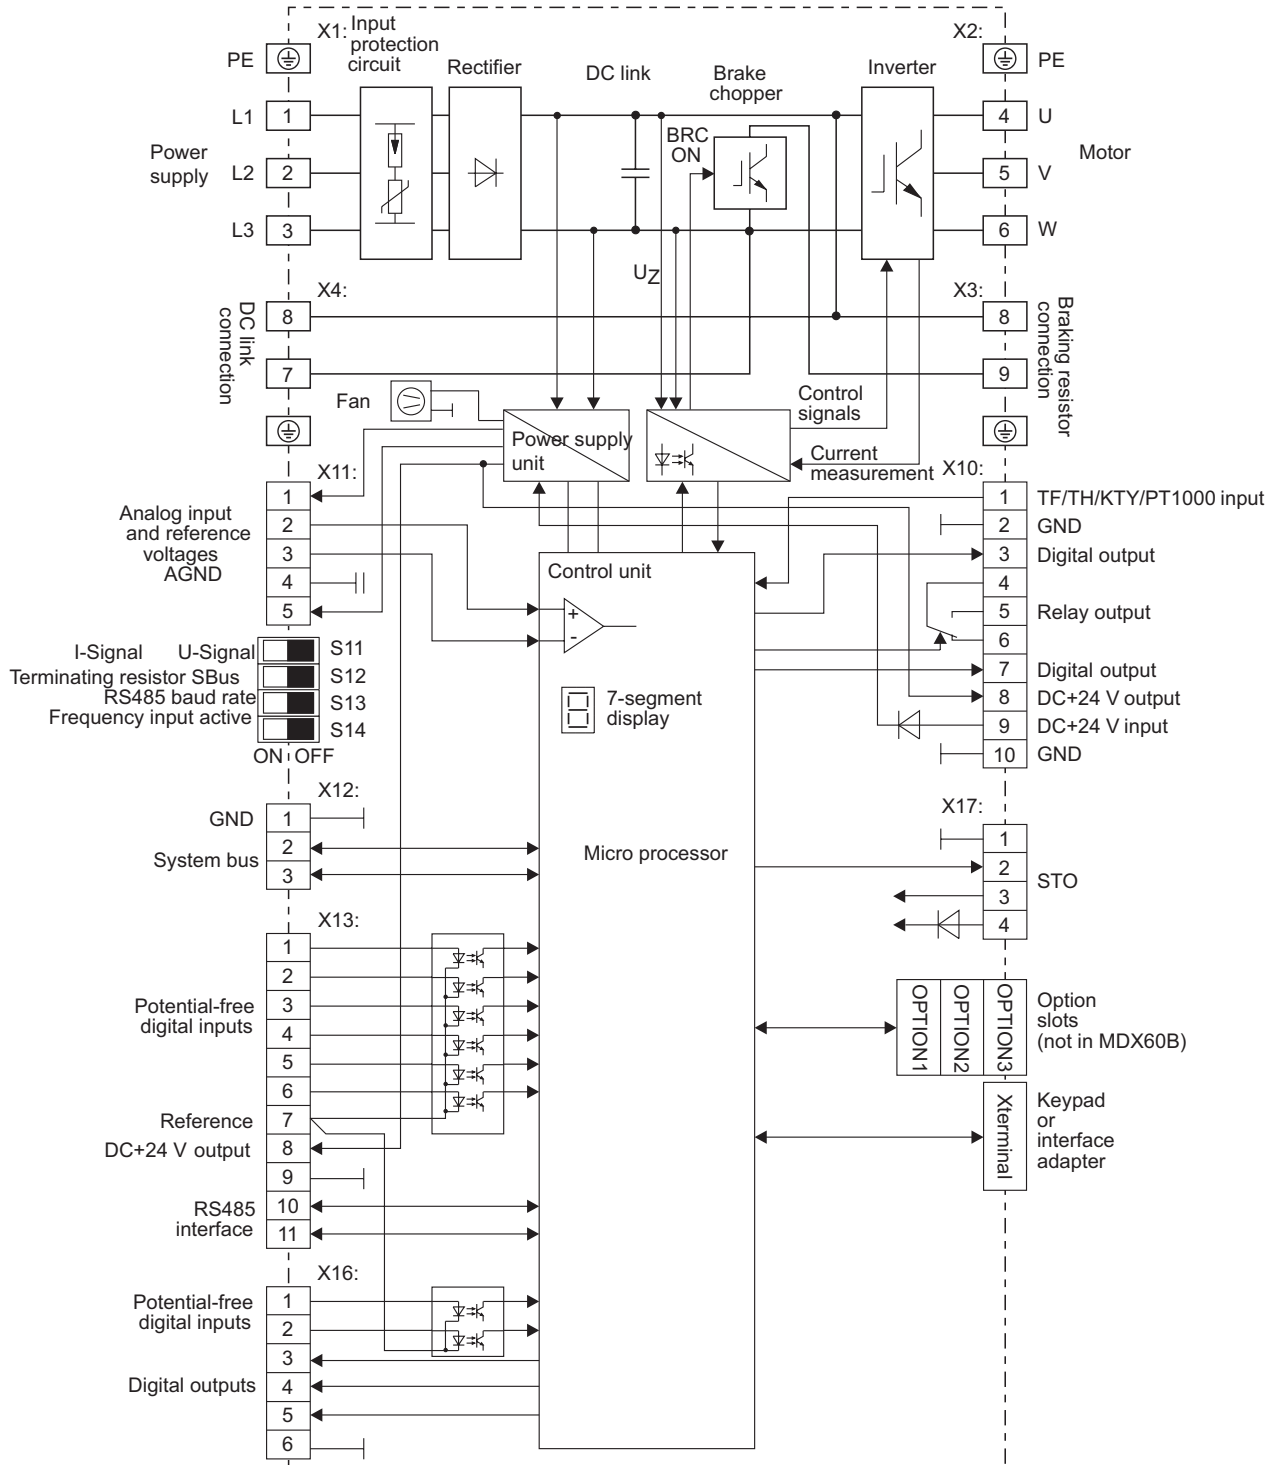 X1:
Input
protection
circuit
Rectifier
DC link
Brake
chopper
Inverter
X2:
PE
PE
L1
1
4
U
BRC
ON
Power
supply
L2
2
5
V
Motor
L3
3
6
W
UZ
X4:
X3:
DC link
connection
8
8
Braking resistor
connection
7
9
Fan
Control
signals
Power supply
unit
Current
measurement
X11:
X10:
Analog input
and reference
voltages
AGND
1
2
3
4
5
1
TF/TH/KTY/PT1000 input
2
GND
3
Digital output
4
5
Relay output
6
7
Digital output
8
DC+24 V output
9
DC+24 V input
10
GND
Control unit
+
-
I-Signal
U-Signal
S11
Terminating resistor SBus
S12
RS485 baud rate
S13
Frequency input active
S14
ON
OFF
7-segment
display
X12:
GND
1
System bus
2
3
Micro processor
X17:
1
2
STO
3
4
X13:
1
2
Potential-free
digital inputs
3
4
5
6
Reference
7
DC+24 V output
8
9
RS485
interface
10
11
OPTION1
OPTION2
OPTION3
Option
slots
(not in MDX60B)
Xterminal
Keypad
or
interface
adapter
X16:
Potential-free
digital inputs
1
2
3
Digital outputs
4
5
6